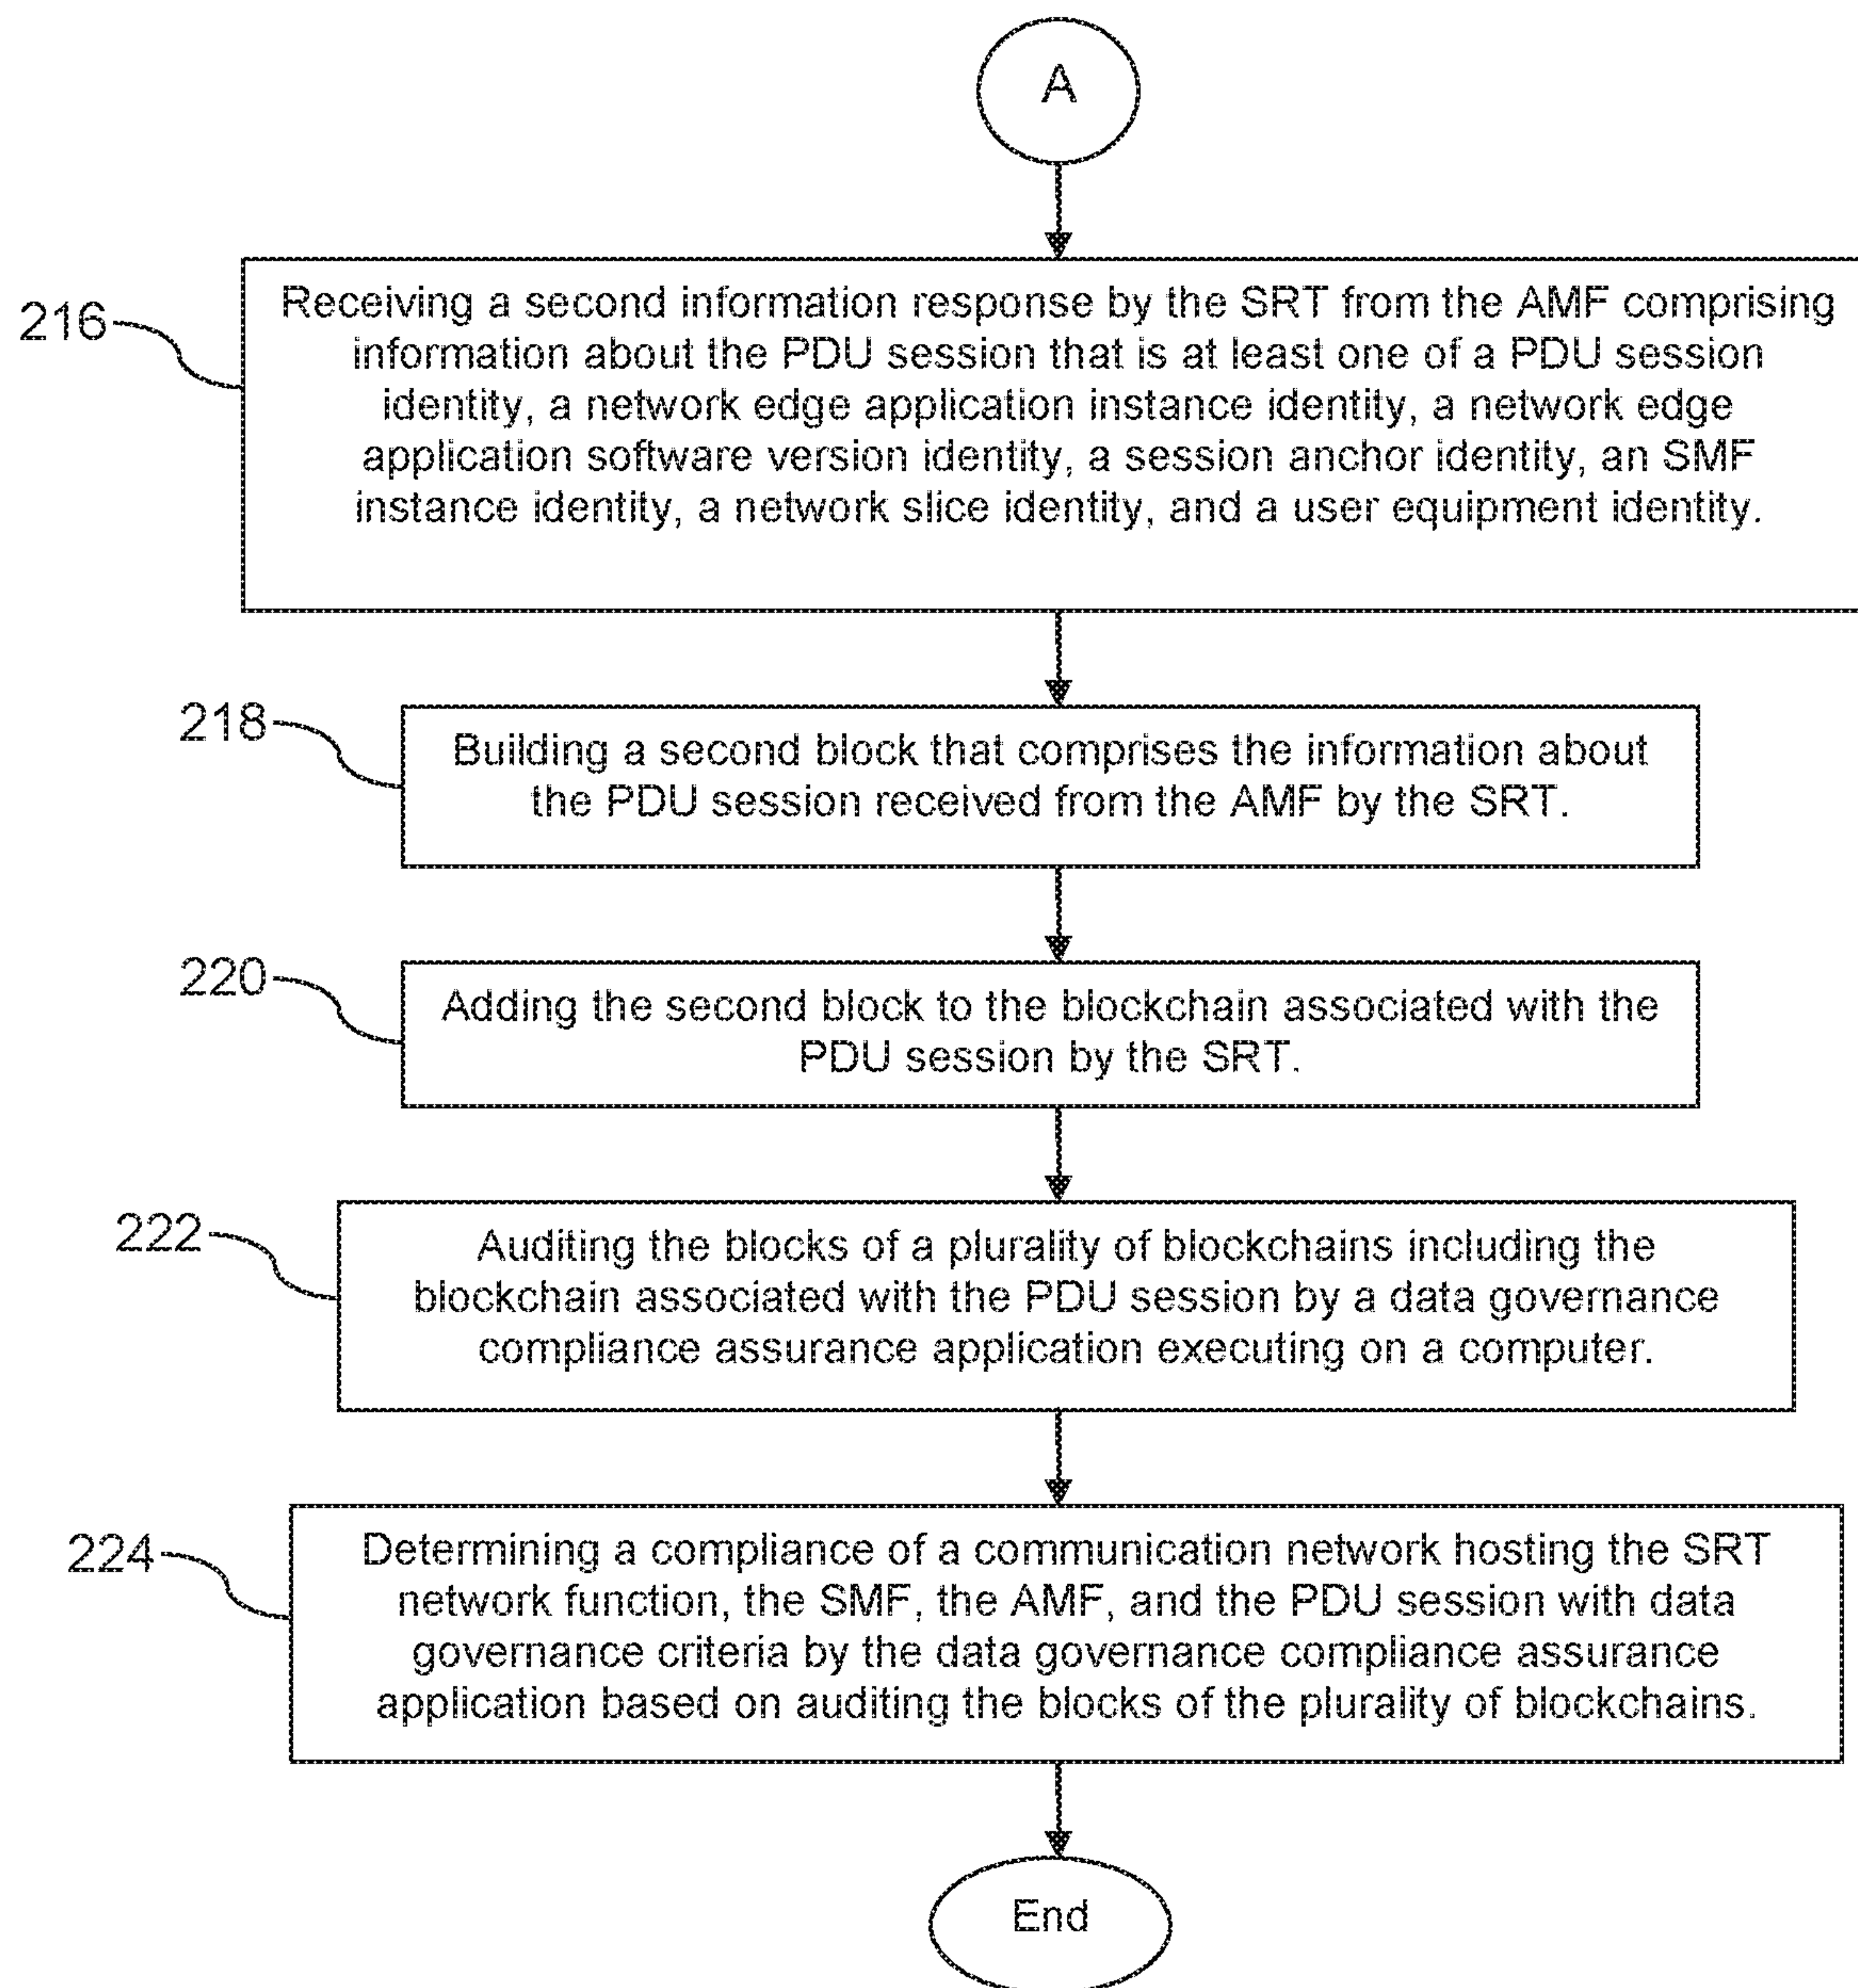 A
216
Receiving a second information response by the SRT from the AMF comprising
information about the PDU session that is at least one of a PDU session
identity, a network edge application instance identity, a network edge
application software version identity, a session anchor identity, an SMF
instance identity, a network slice identity, and a user equipment identity.
218
Building a second block that comprises the information about
the PDU session received from the AMF by the SRT.
220
Adding the second block to the blockchain associated with the
PDU session by the SRT.
222
Auditing the blocks of a plurality of blockchains including the
blockchain associated with the PDU session by a data governance
compliance assurance application executing on a computer.
224
Determining a compliance of a communication network hosting the SRT
network function, the SMF, the AMF, and the PDU session with data
governance criteria by the data governance compliance assurance
application based on auditing the blocks of the plurality of blockchains.
End